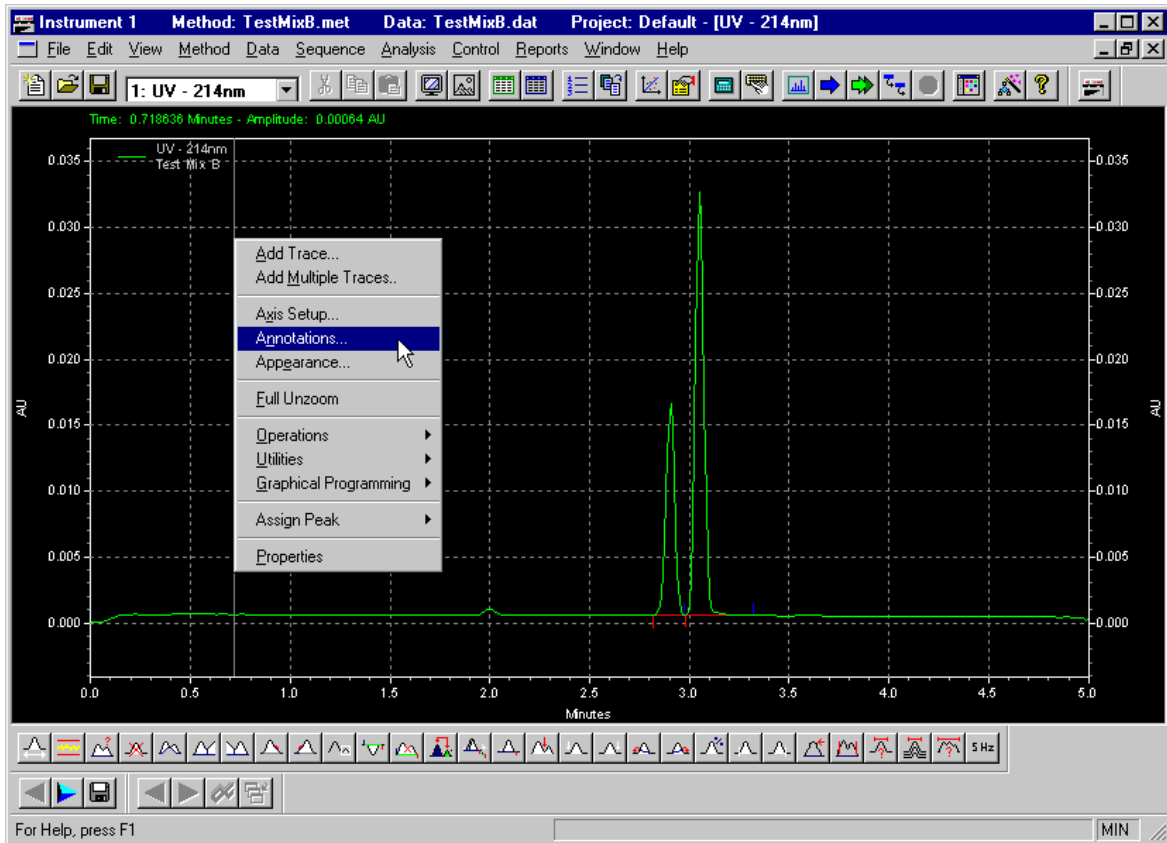 Instrument 1 Method: TestMixB.met Data: TestMixB.dat Project: Default - [UV - 214nm]
File Edit View Method Data Sequence Analysis Control Reports Window Help
1: UV - 214nm
Time: 0.718636 Minutes - Amplitude: 0.00064 AU
UV - 214nm
Test Mix B
0.035 0.035
0.030 0.030
Add Trace...
Add Multiple Traces..
0.025 0.025
Axis Setup...
Annotations...
0.020 0.020
Appearance...
Full Unzoom
AU AU
0.015 0.015
Operations
Utilities
Graphical Programming
0.010 0.010
Assign Peak
0.005 0.005
Properties
0.000 0.000
0.0 0.5 1.0 1.5 2.0 2.5 3.0 3.5 4.0 4.5 5.0
Minutes
5 Hz
For Help, press F1 MIN